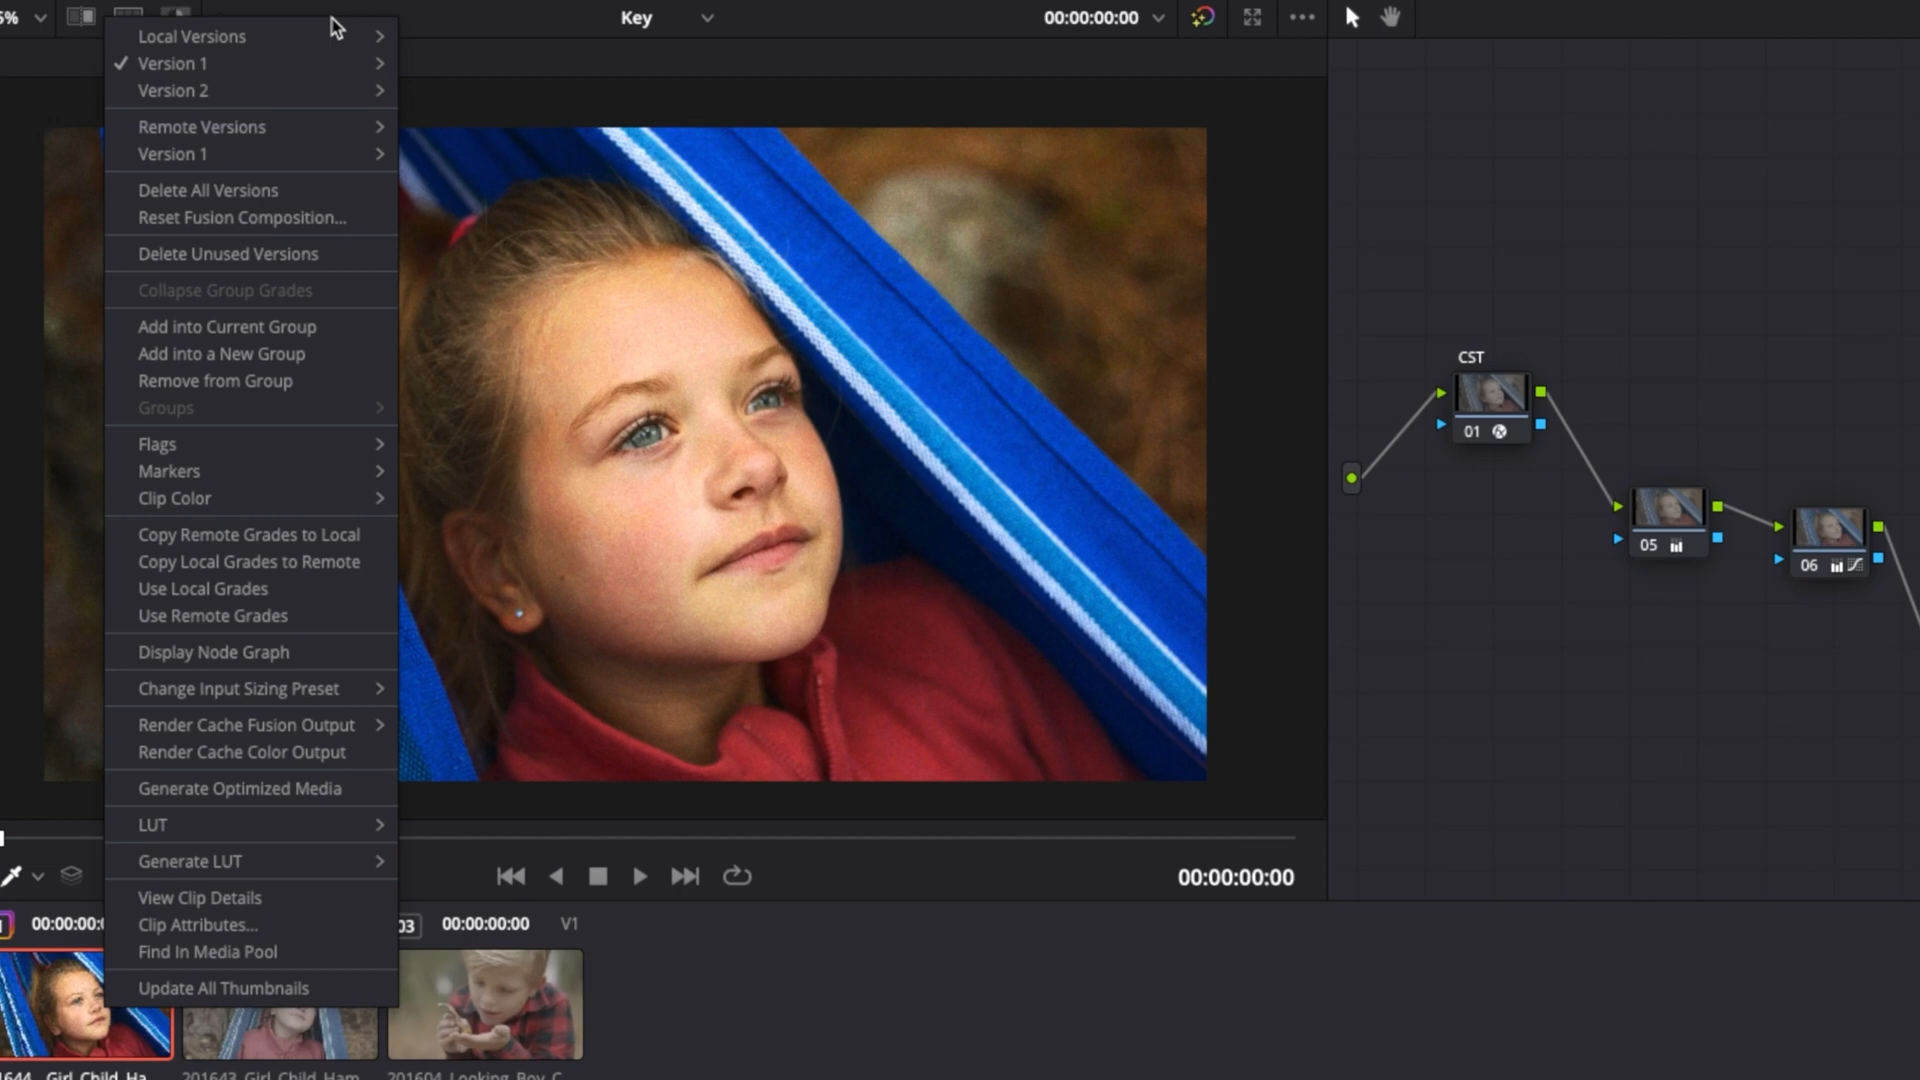 Key
00:00:00:00
Local Versions
Version 1
Version 2
Remote Versions
Version 1
Delete All Versions
Reset Fusion Composition...
Delete Unused Versions
Collapse Group Grades
Add into Current Group
Add into a New Group
Remove from Group
Groups
Flags
Markers
Clip Color
Copy Remote Grades to Local
Copy Local Grades to Remote
Use Local Grades
Use Remote Grades
Display Node Graph
Change Input Sizing Preset
Render Cache Fusion Output
Render Cache Color Output
Generate Optimized Media
LUT
Generate LUT
View Clip Details
Clip Attributes...
Find In Media Pool
Update All Thumbnails
CST
01
05
06
00:00:00:00
03 00:00:00:00 V1